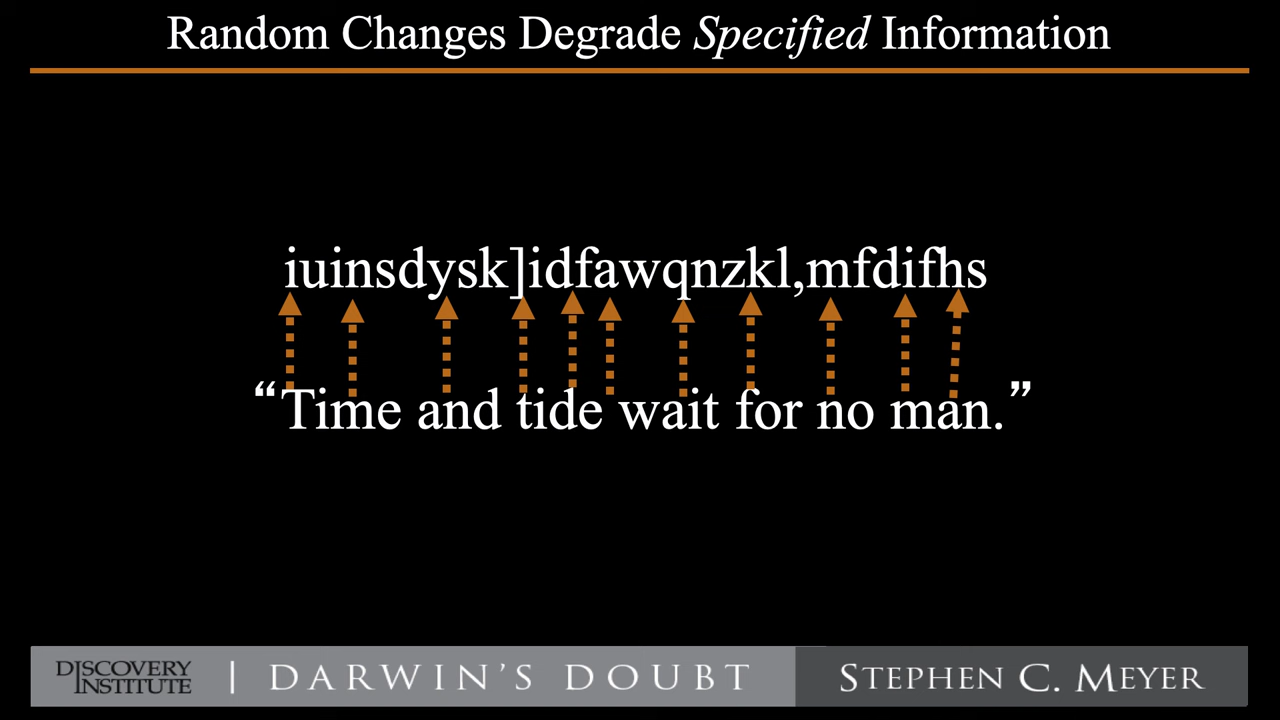 Random Changes Degrade Specified Information
iuinsdysk]idfawqnzkl,mfdifhs
“Time and tide wait for no man.”
DISCOVERY INSTITUTE | DARWIN’S DOUBT STEPHEN C. MEYER